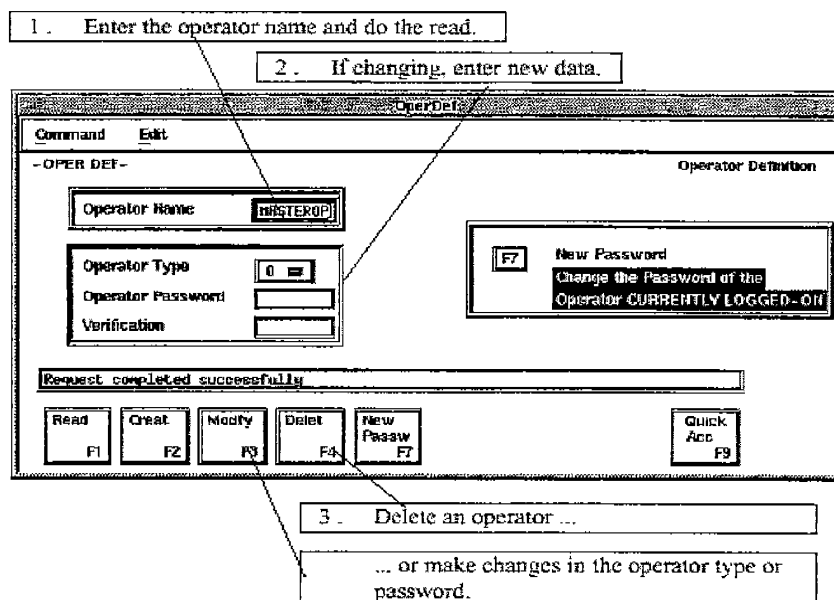 1 . Enter the operator name and do the read.
2 . If changing, enter new data.
OperDef
Command Edit
-OPER DEF- Operator Definition
Operator Name MASTEROP
Operator Type 0
Operator Password
Verification
F7 New Password
Change the Password of the
Operator CURRENTLY LOGGED-ON
Request completed successfully
Read F1
Creat F2
Modify F3
Delet F4
New Passw F7
Quick Acc F9
3 . Delete an operator ...
... or make changes in the operator type or
password.